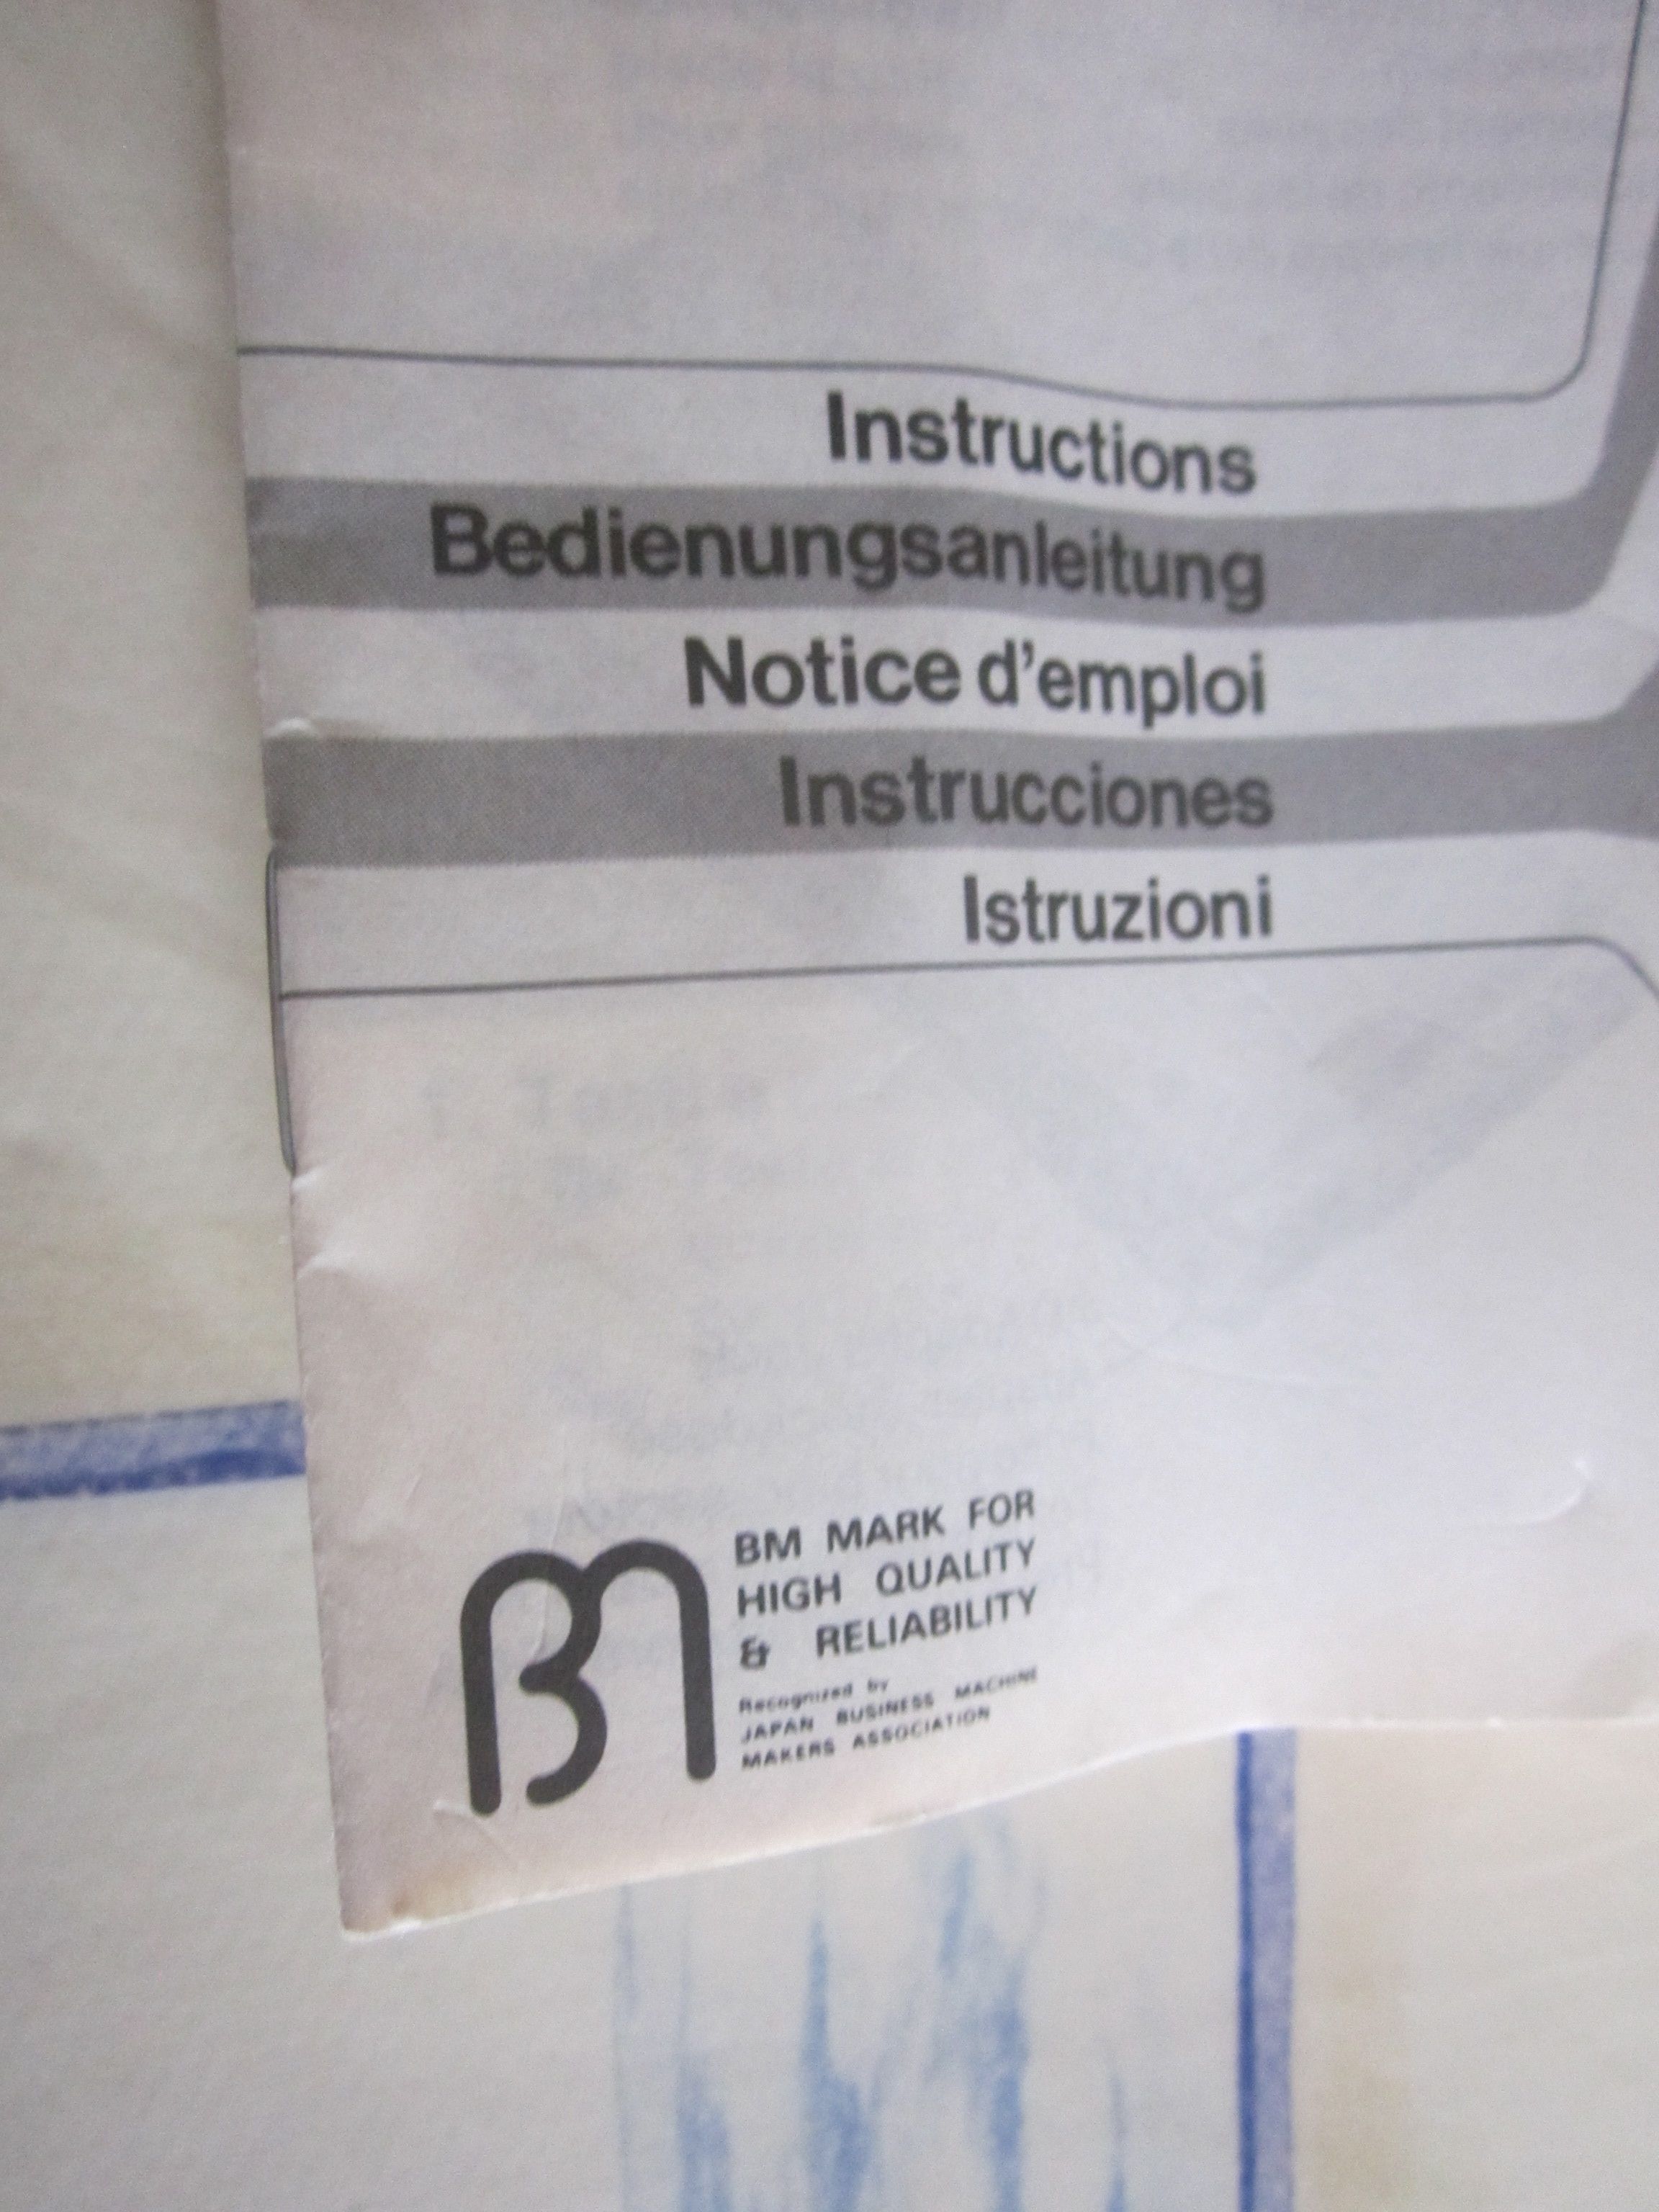 Instructions
Bedienungsanleitung
Notice d'emploi
Instrucciones
Istruzioni
BM MARK FOR
HIGH QUALITY
& RELIABILITY
Recognized by
JAPAN BUSINESS MACHINE
MAKERS ASSOCIATION